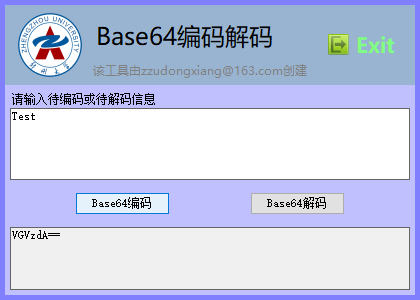 ZHENGZHOU UNIVERSITY
郑州大学
Base64编码解码
该工具由zzudongxiang@163.com创建
Exit
请输入待编码或待解码信息
Test
Base64编码 Base64解码
VGVzdA==